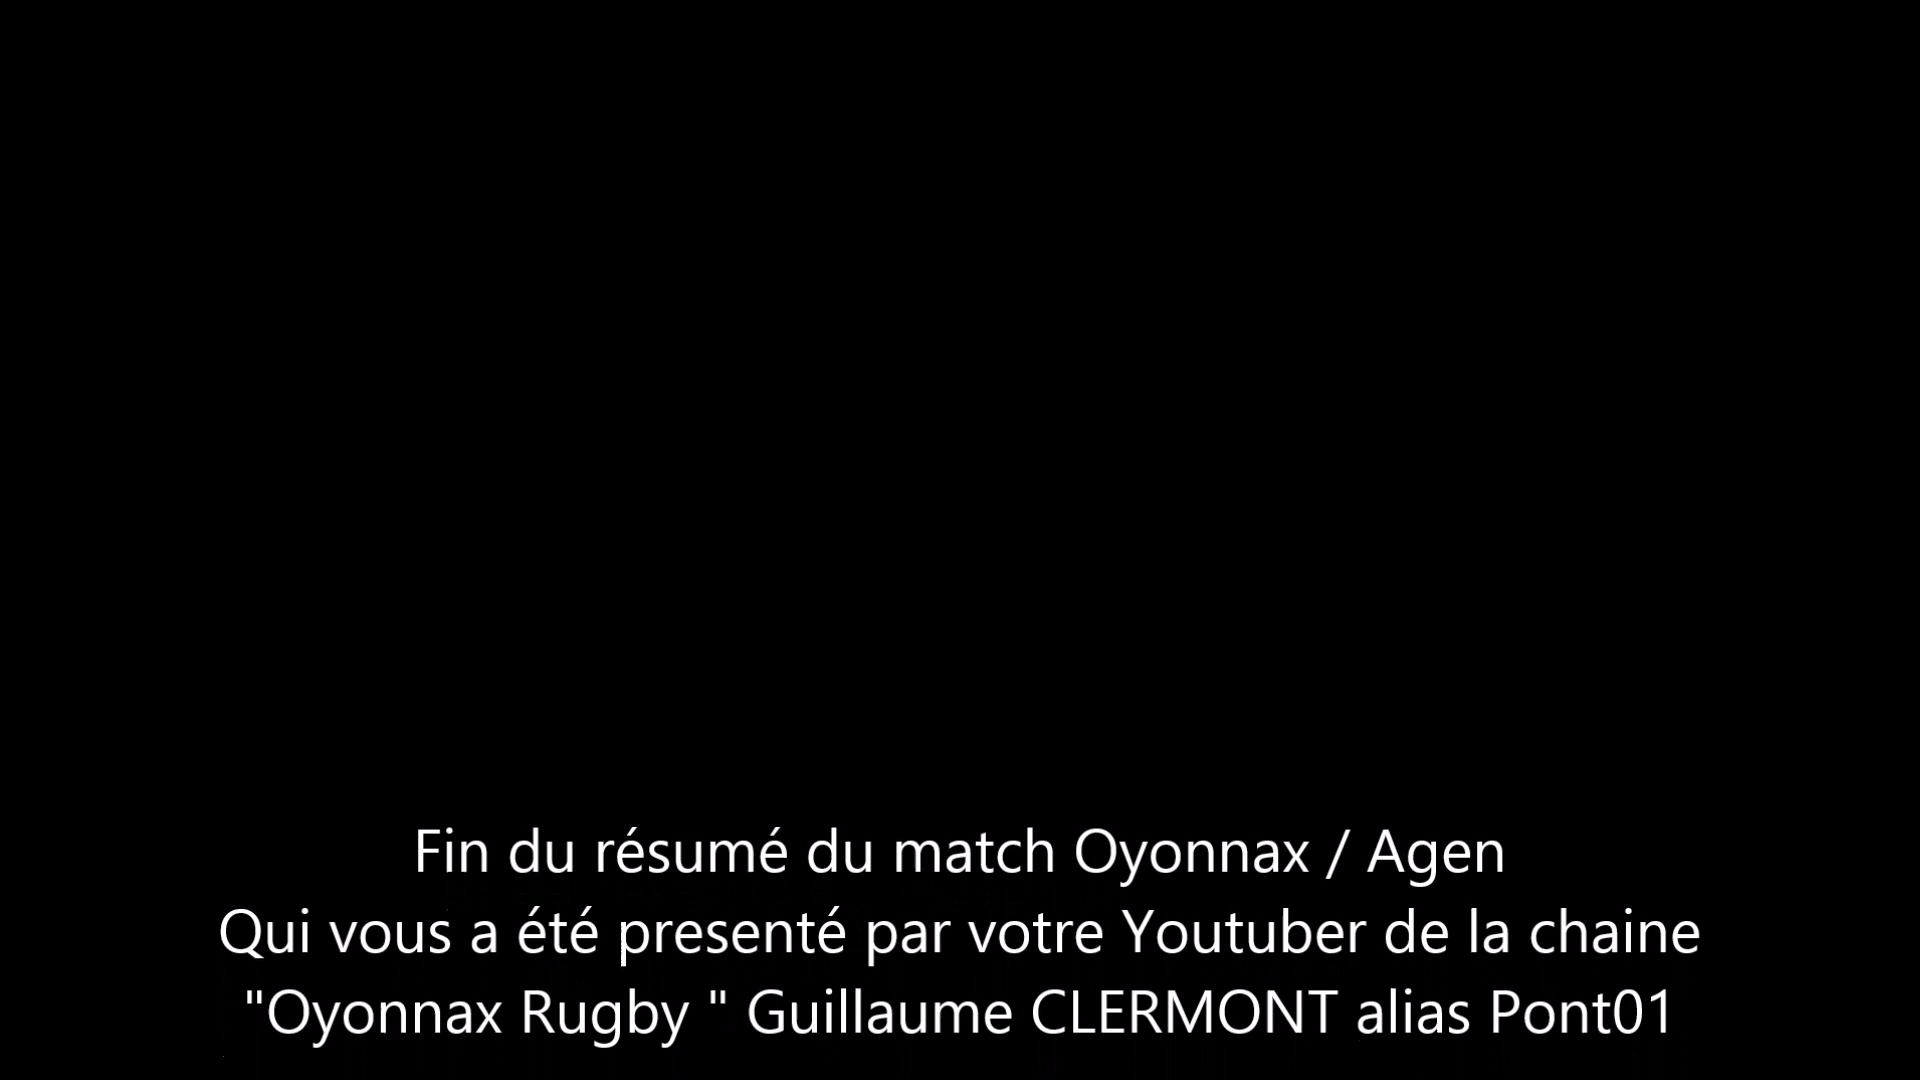 Fin du résumé du match Oyonnax / Agen
Qui vous a été presenté par votre Youtuber de la chaine
"Oyonnax Rugby " Guillaume CLERMONT alias Pont01